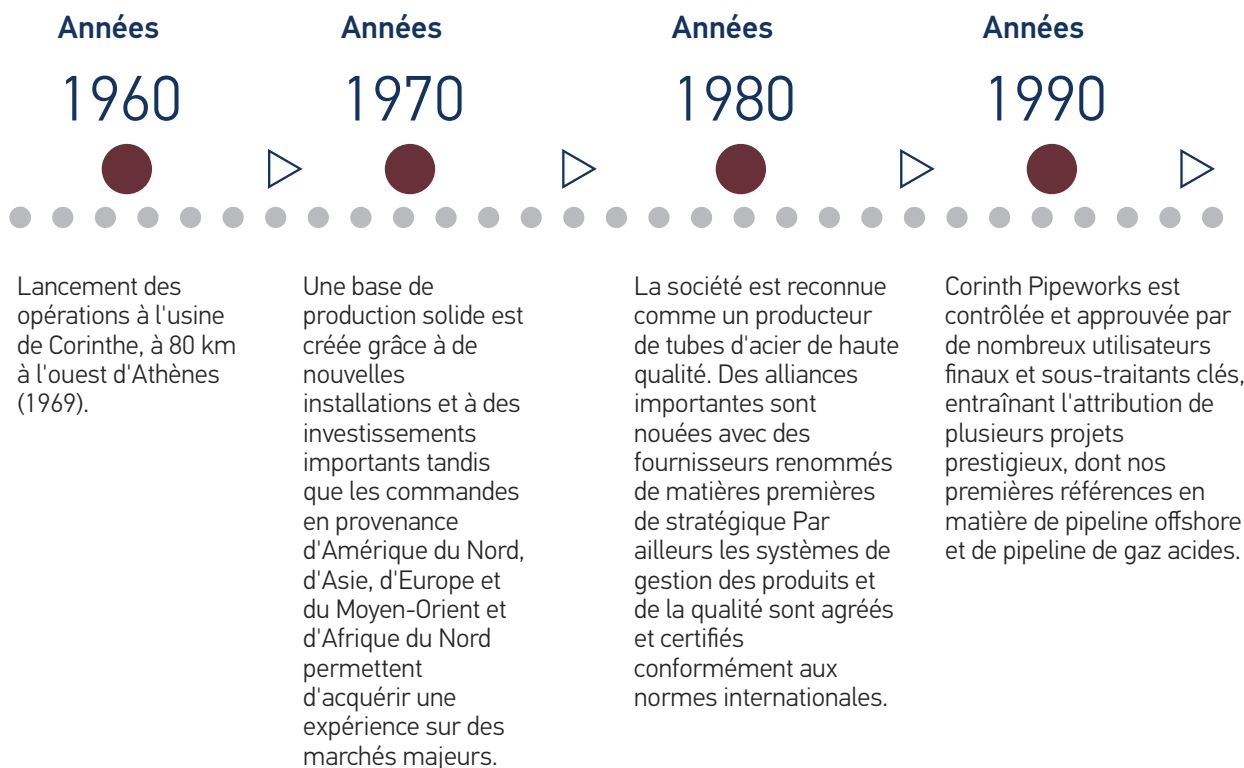 Années
1960
Lancement des
opérations à l'usine
de Corinthe, à 80 km
à l'ouest d'Athènes
(1969).
Années
1970
Une base de
production solide est
créée grâce à de
nouvelles
installations et à des
investissements
importants tandis
que les commandes
en provenance
d'Amérique du Nord,
d'Asie, d'Europe et
du Moyen-Orient et
d'Afrique du Nord
permettent
d'acquérir une
expérience sur des
marchés majeurs.
Années
1980
La société est reconnue
comme un producteur
de tubes d'acier de haute
qualité. Des alliances
importantes sont
nouées avec des
fournisseurs renommés
de matières premières
de stratégique Par
ailleurs les systèmes de
gestion des produits et
de la qualité sont agréés
et certifiés
conformément aux
normes internationales.
Années
1990
Corinth Pipeworks est
contrôlée et approuvée par
de nombreux utilisateurs
finaux et sous-traitants clés,
entraînant l'attribution de
plusieurs projets
prestigieux, dont nos
premières références en
matière de pipeline offshore
et de pipeline de gaz acides.